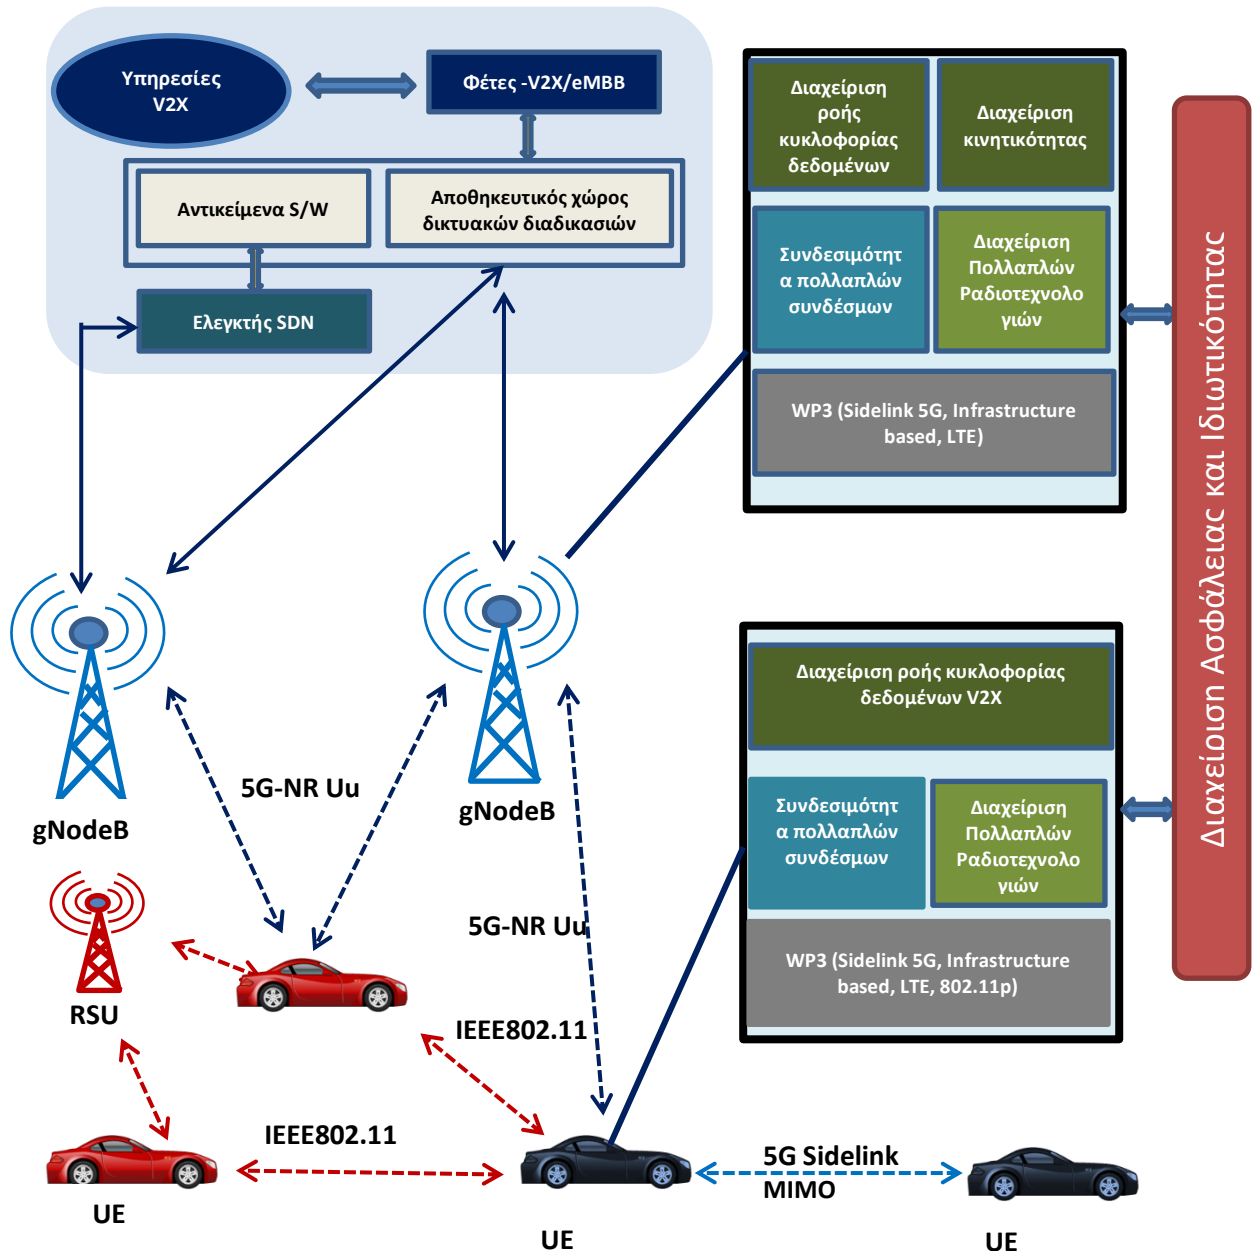 Υπηρεσίες
V2X
Φέτες -V2X/eMBB
Αντικείμενα S/W
Αποθηκευτικός χώρος
δικτυακών διαδικασιών
Ελεγκτής SDN
Διαχείριση
ροής
κυκλοφορίας
δεδομένων
Διαχείριση
κινητικότητας
Συνδεσιμότητ
α πολλαπλών
συνδέσμων
Διαχείριση
Πολλαπλών
Ραδιοτεχνολο
γιών
WP3 (Sidelink 5G, Infrastructure
based, LTE)
Διαχείριση Ασφάλειας και Ιδιωτικότητας
Διαχείριση ροής κυκλοφορίας
δεδομένων V2X
Συνδεσιμότητ
α πολλαπλών
συνδέσμων
Διαχείριση
Πολλαπλών
Ραδιοτεχνολο
γιών
WP3 (Sidelink 5G, Infrastructure
based, LTE, 802.11p)
gNodeB
gNodeB
5G-NR Uu
5G-NR Uu
RSU
IEEE802.11
IEEE802.11
5G Sidelink
MIMO
UE
UE
UE